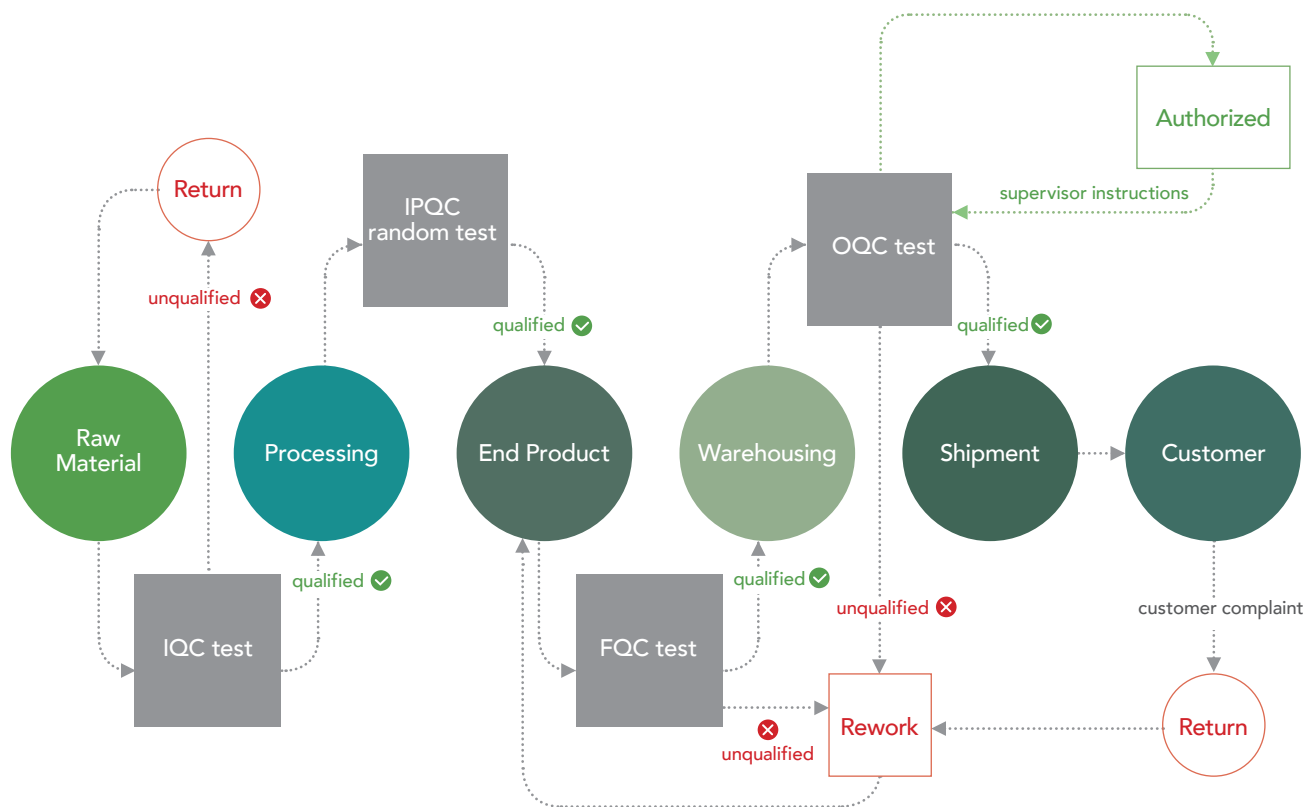 Authorized
supervisor instructions
Return
IPQC
random test
OQC test
unqualified
qualified
qualified
Raw
Material
Processing
End Product
Warehousing
Shipment
Customer
qualified
qualified
unqualified
customer complaint
IQC test
FQC test
unqualified
Rework
Return